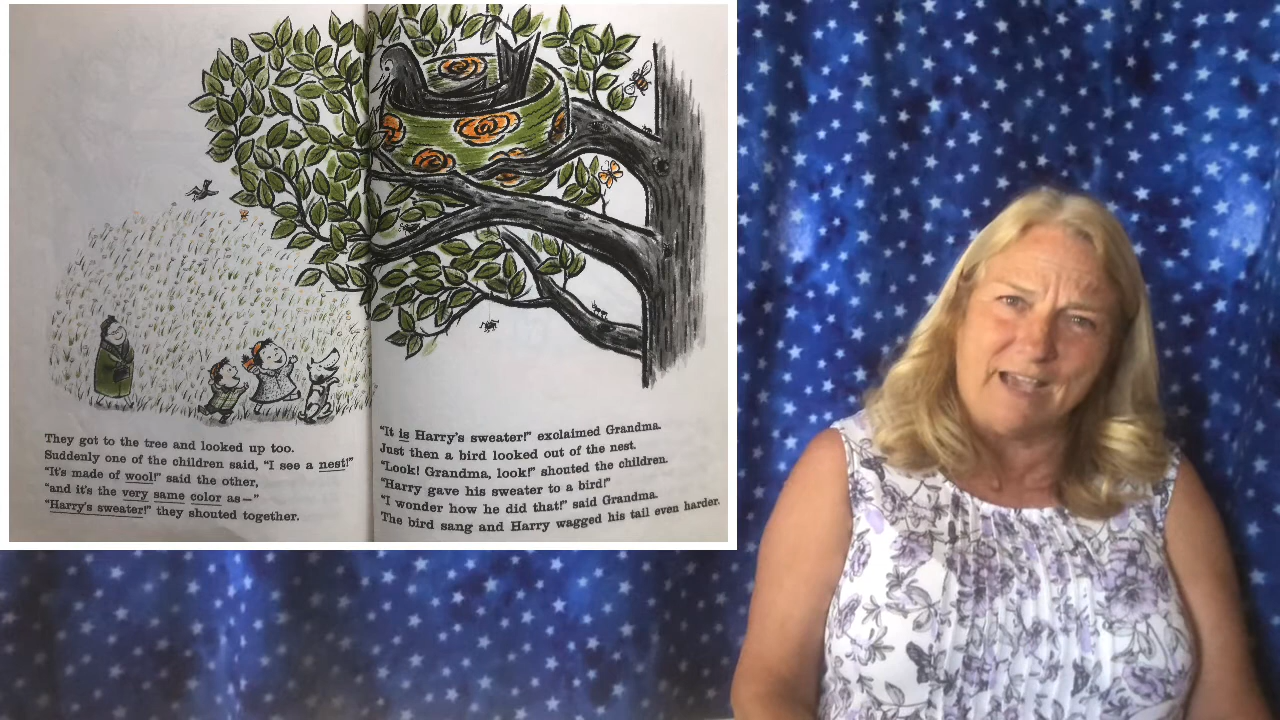 They got to the tree and looked up too.
Suddenly one of the children said, "I see a nest!"
"It's made of wool!" said the other,
"and it's the very same color as—"
"Harry's sweater!" they shouted together.
"It is Harry's sweater!" exclaimed Grandma.
Just then a bird looked out of the nest.
"Look! Grandma, look!" shouted the children.
"Harry gave his sweater to a bird!"
"I wonder how he did that!" said Grandma.
The bird sang and Harry wagged his tail even harder.